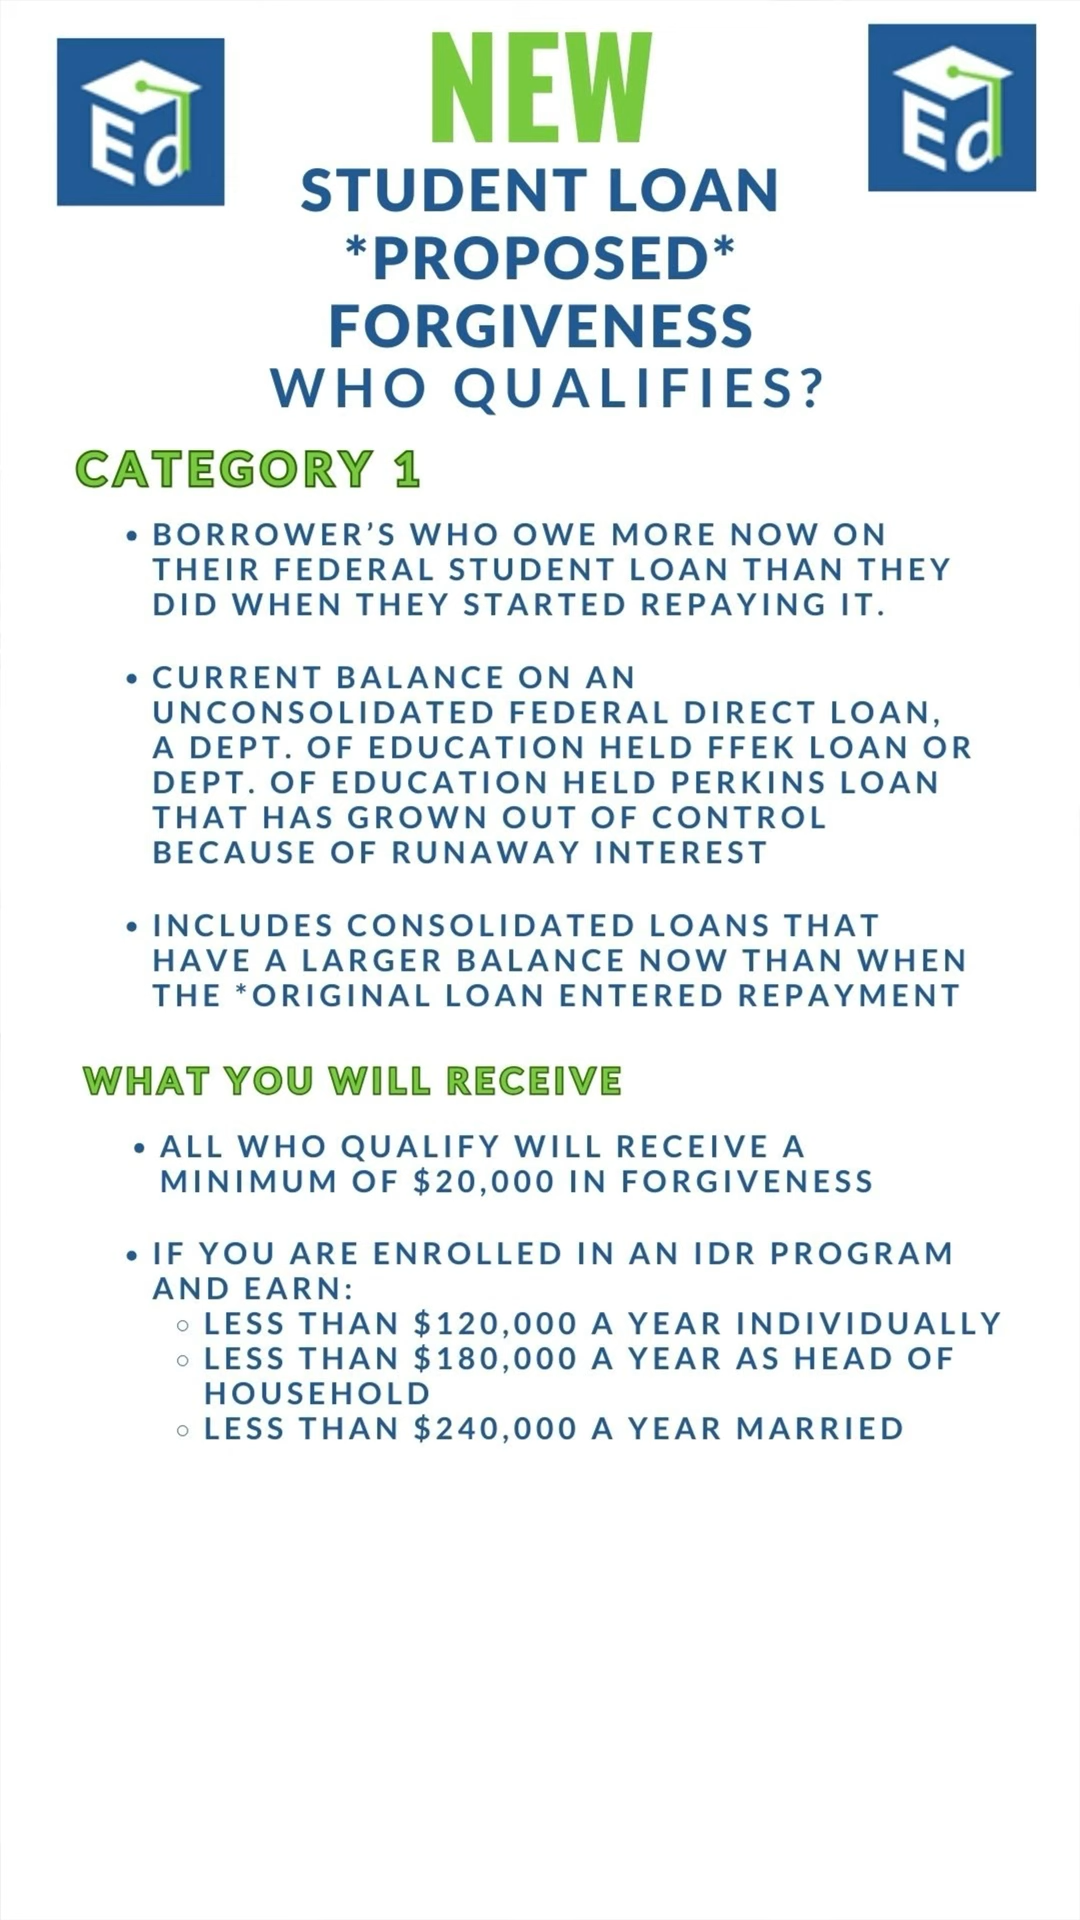 Ed
NEW
Ed
STUDENT LOAN
*PROPOSED*
FORGIVENESS
WHO QUALIFIES?
CATEGORY 1
• BORROWER'S WHO OWE MORE NOW ON
THEIR FEDERAL STUDENT LOAN THAN THEY
DID WHEN THEY STARTED REPAYING IT.
• CURRENT BALANCE ON AN
UNCONSOLIDATED FEDERAL DIRECT LOAN,
A DEPT. OF EDUCATION HELD FFEK LOAN OR
DEPT. OF EDUCATION HELD PERKINS LOAN
THAT HAS GROWN OUT OF CONTROL
BECAUSE OF RUNAWAY INTEREST
• INCLUDES CONSOLIDATED LOANS THAT
HAVE A LARGER BALANCE NOW THAN WHEN
THE *ORIGINAL LOAN ENTERED REPAYMENT
WHAT YOU WILL RECEIVE
• ALL WHO QUALIFY WILL RECEIVE A
MINIMUM OF $20,000 IN FORGIVENESS
• IF YOU ARE ENROLLED IN AN IDR PROGRAM
AND EARN:
○ LESS THAN $120,000 A YEAR INDIVIDUALLY
○ LESS THAN $180,000 A YEAR AS HEAD OF
HOUSEHOLD
○ LESS THAN $240,000 A YEAR MARRIED